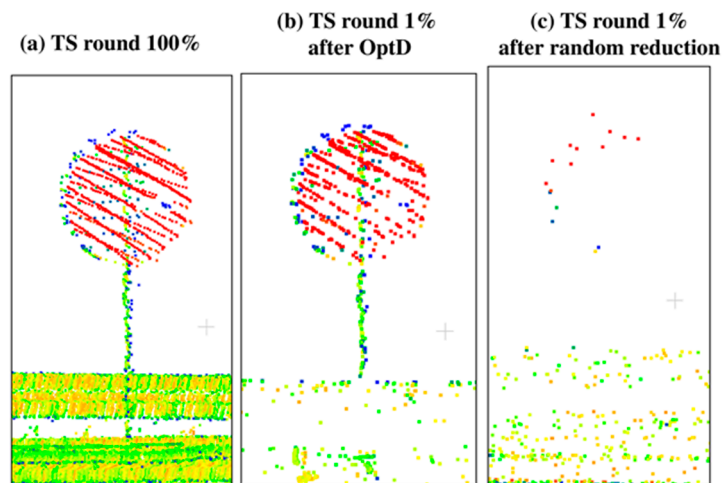 (a) TS round 100%
(b) TS round 1%
after OptD
(c) TS round 1%
after random reduction